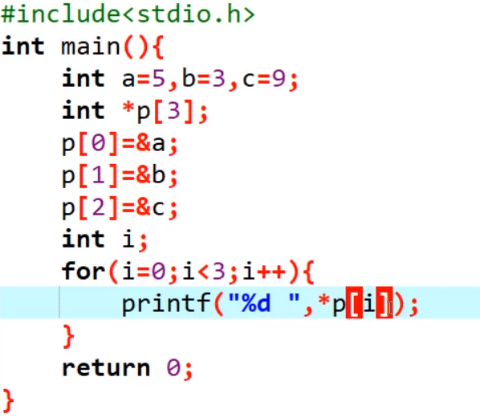 #include<stdio.h>
int main(){
    int a=5,b=3,c=9;
    int *p[3];
    p[0]=&a;
    p[1]=&b;
    p[2]=&c;
    int i;
    for(i=0;i<3;i++){
        printf("%d ",*p[i]);
    }
    return 0;
}